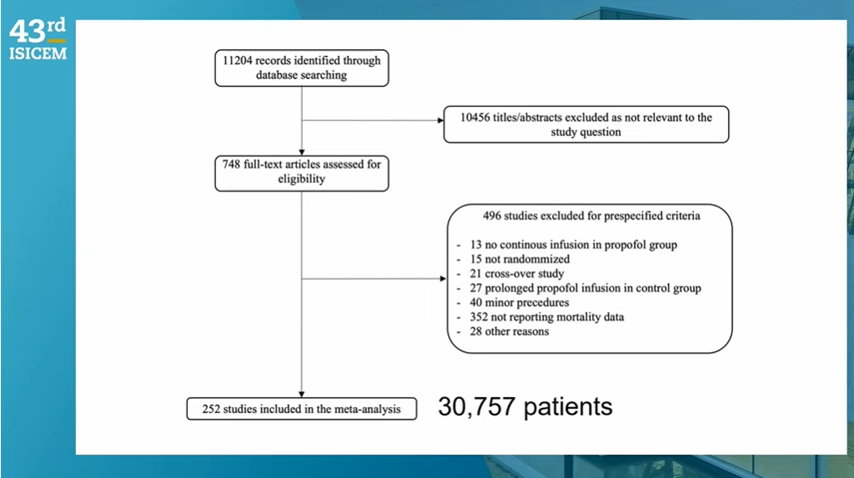 43rd
ISICEM
11204 records identified through
database searching
10456 titles/abstracts excluded as not relevant to the
study question
748 full-text articles assessed for
eligibility
496 studies excluded for prespecified criteria
- 13 no continous infusion in propofol group
- 15 not randommized
- 21 cross-over study
- 27 prolonged propofol infusion in control group
- 40 minor precedures
- 352 not reporting mortality data
- 28 other reasons
252 studies included in the meta-analysis
30,757 patients